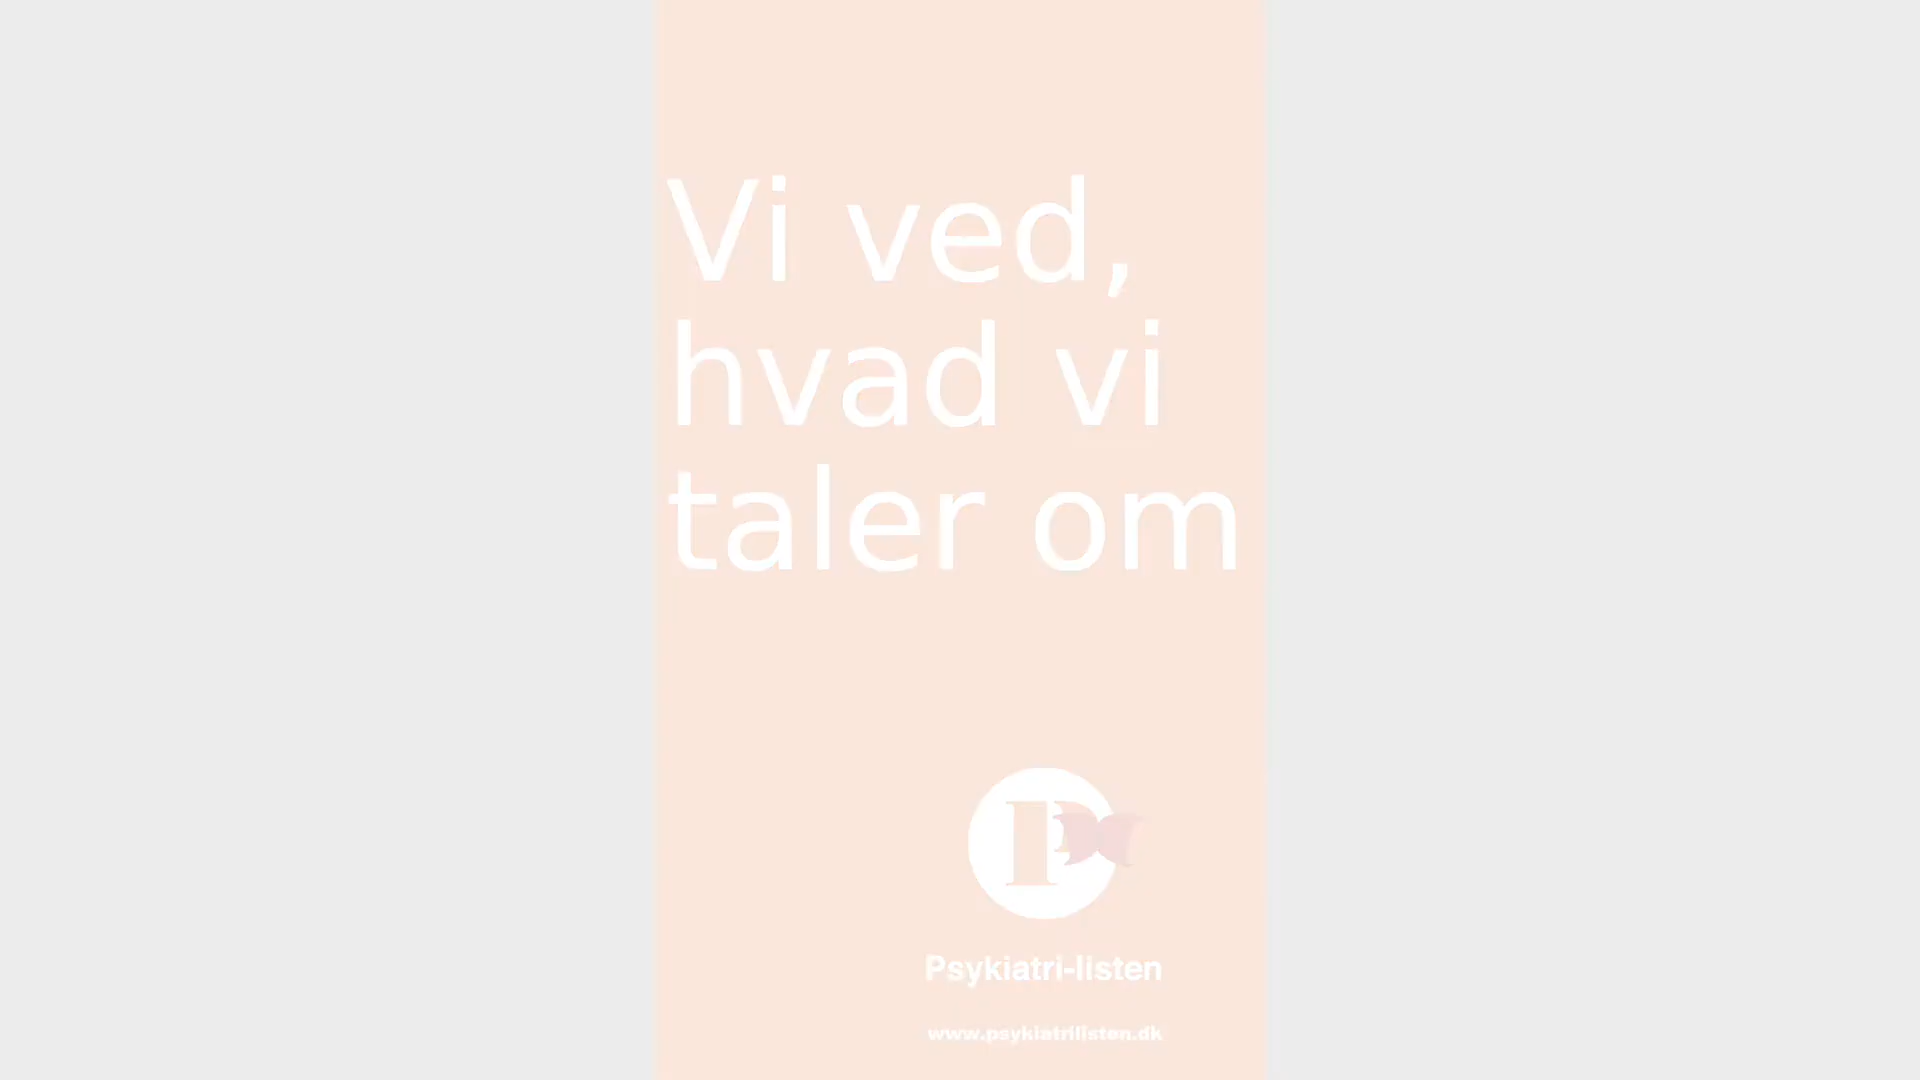 Vi ved,
hvad vi
taler om
P
Psykiatri-listen
www.psykiatrilisten.dk